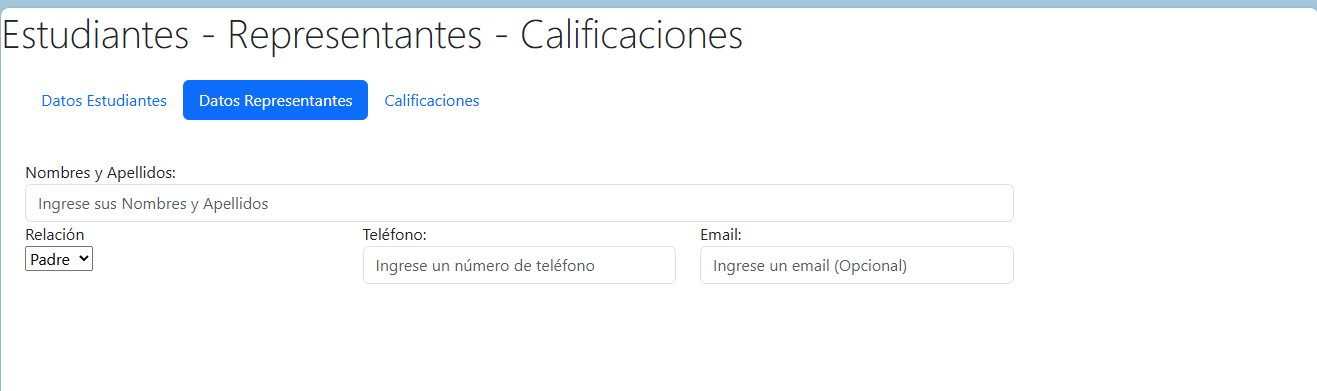 Estudiantes - Representantes - Calificaciones
Datos Estudiantes Datos Representantes Calificaciones
Nombres y Apellidos:
Ingrese sus Nombres y Apellidos
Relación Teléfono: Email:
Padre Ingrese un número de teléfono Ingrese un email (Opcional)